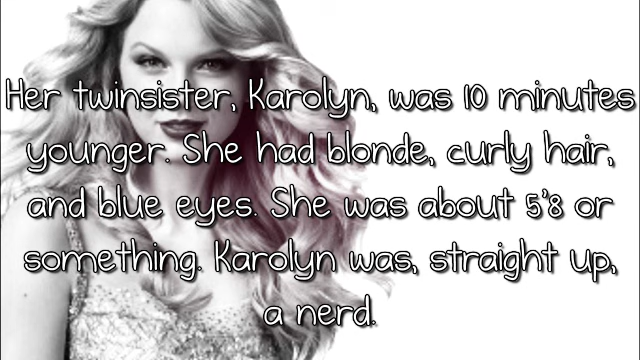 Her twinsister, Karolyn, was 10 minutes
younger. She had blonde, curly hair,
and blue eyes. She was about 5'8 or
something. Karolyn was, straight up,
a nerd.